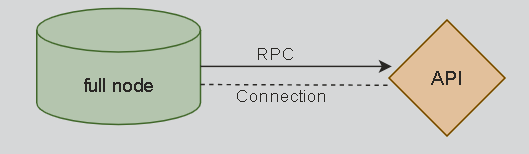 RPC
full node
API
Connection